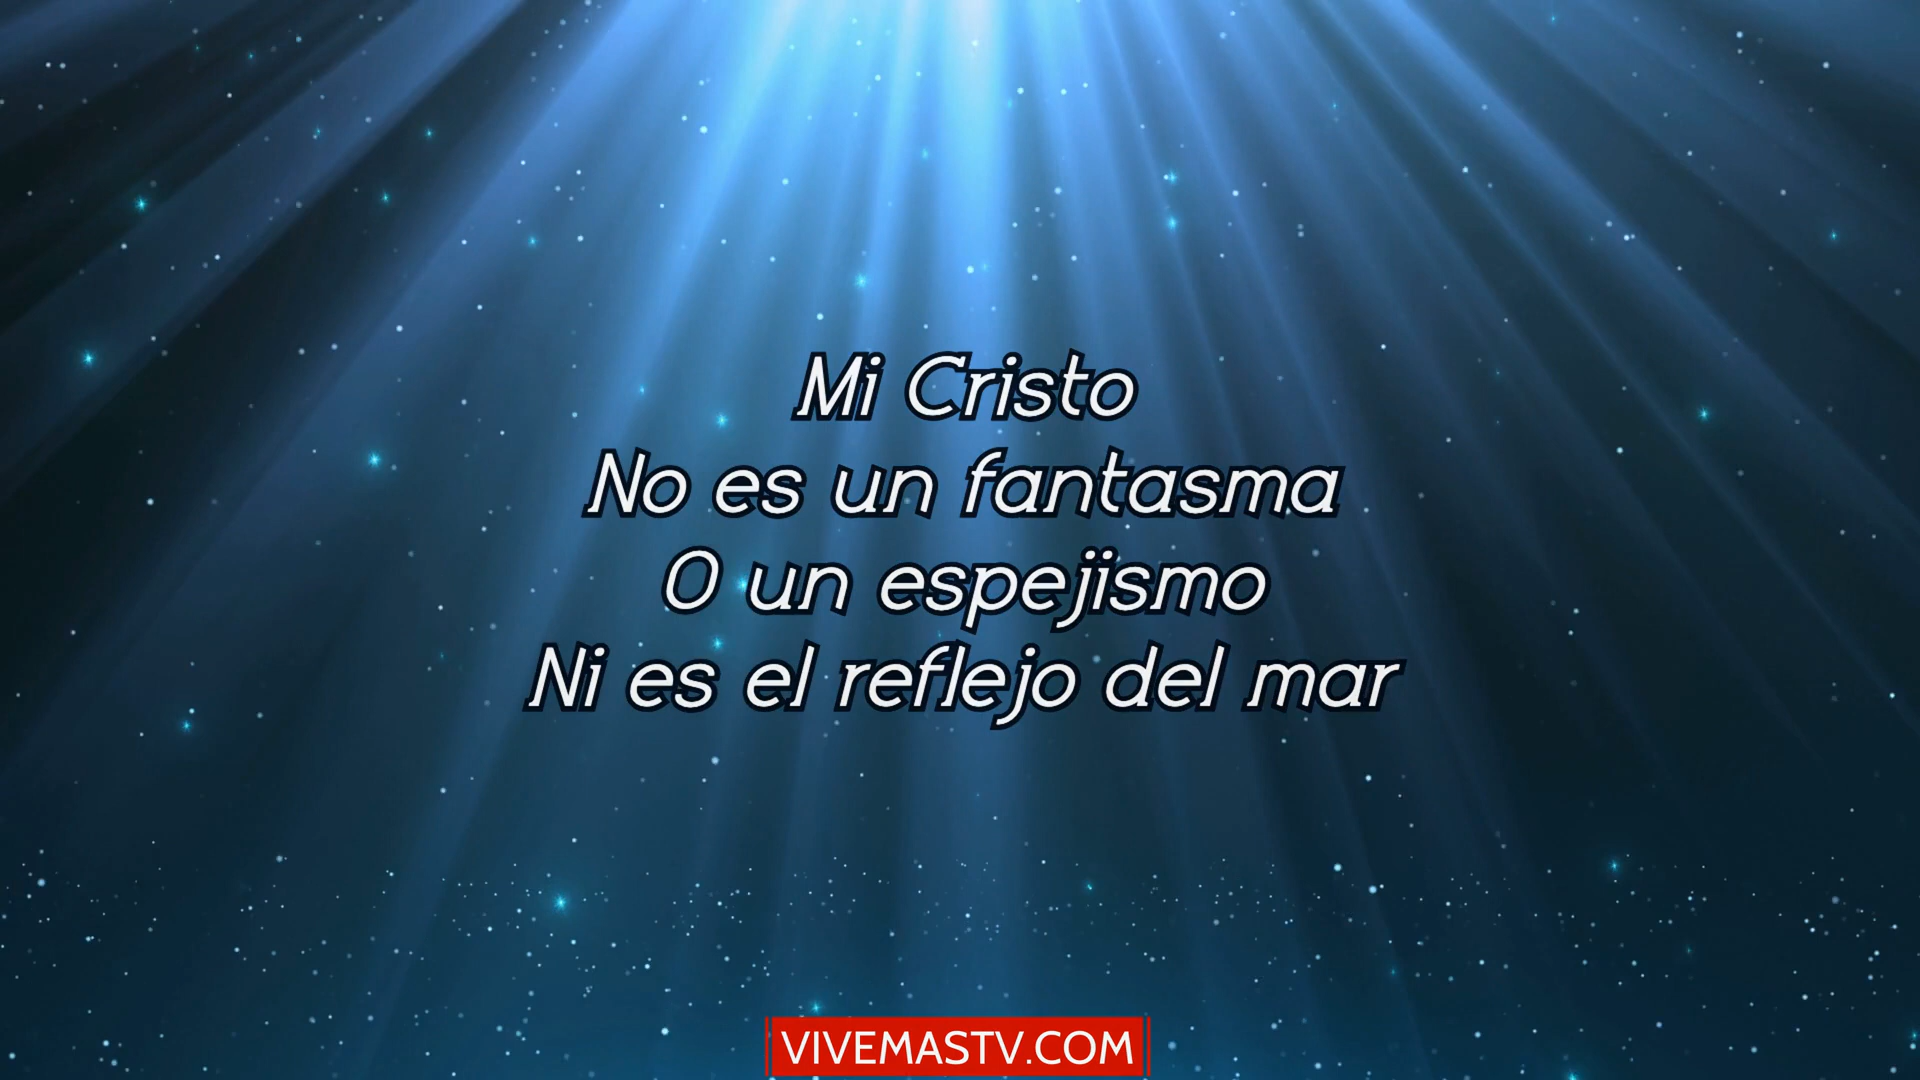 Mi Cristo
No es un fantasma
O un espejismo
Ni es el reflejo del mar
VIVEMASTV.COM